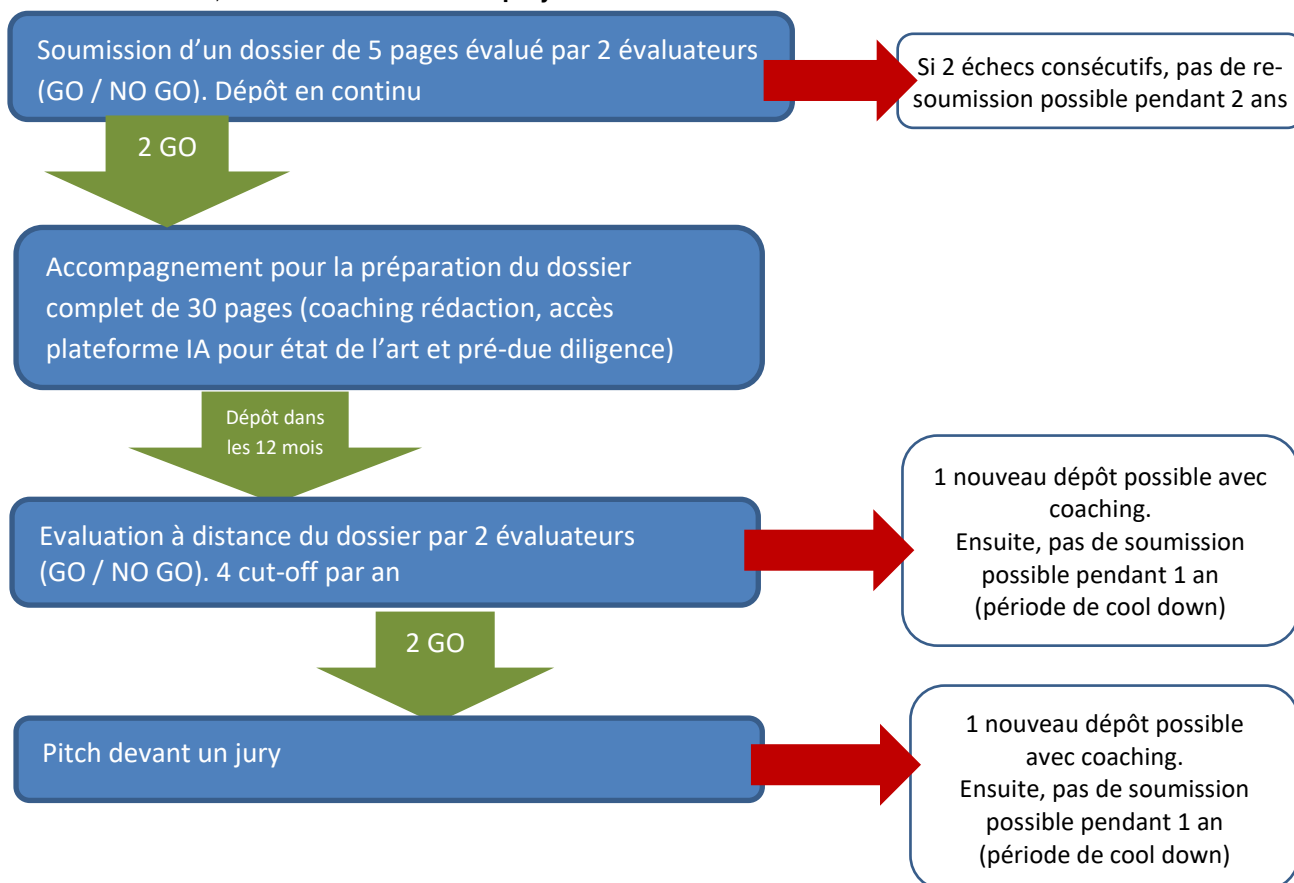 Soumission d'un dossier de 5 pages évalué par 2 évaluateurs
(GO / NO GO). Dépôt en continu
Si 2 échecs consécutifs, pas de re-
soumission possible pendant 2 ans
2 GO
Accompagnement pour la préparation du dossier
complet de 30 pages (coaching rédaction, accès
plateforme IA pour état de l'art et pré-due diligence)
Dépôt dans
les 12 mois
Evaluation à distance du dossier par 2 évaluateurs
(GO / NO GO). 4 cut-off par an
1 nouveau dépôt possible avec
coaching.
Ensuite, pas de soumission
possible pendant 1 an
(période de cool down)
2 GO
Pitch devant un jury
1 nouveau dépôt possible
avec coaching.
Ensuite, pas de soumission
possible pendant 1 an
(période de cool down)